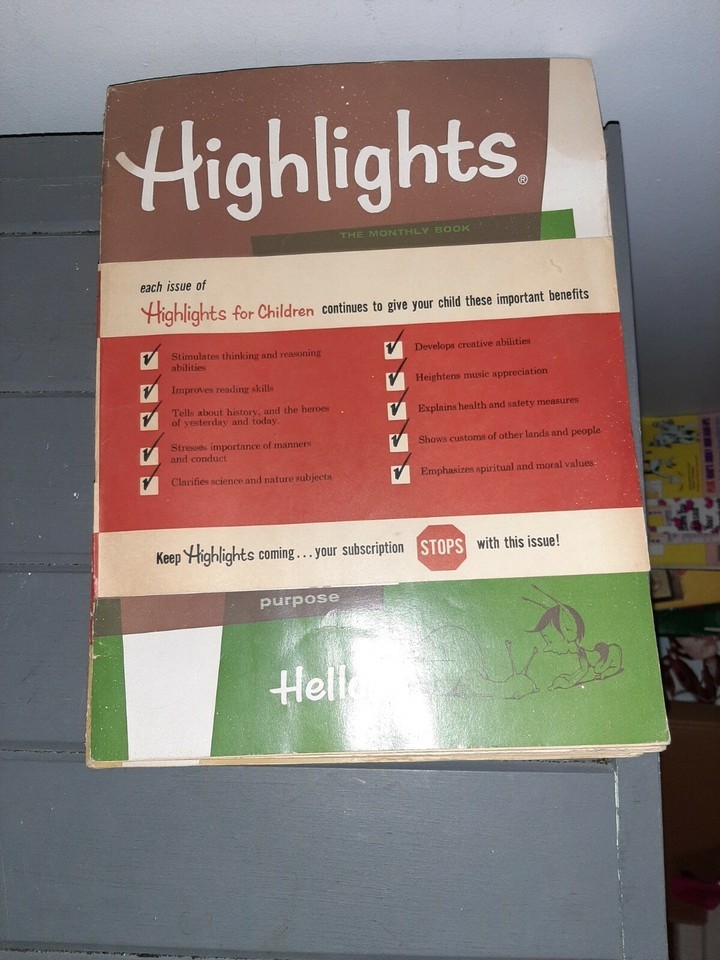 Highlights®
THE MONTHLY BOOK
each issue of
Highlights for Children continues to give your child these important benefits
Stimulates thinking and reasoning
abilities
Improves reading skills
Tells about history, and the heroes
of yesterday and today.
Stresses importance of manners
and conduct
Clarifies science and nature subjects
Develops creative abilities
Heightens music appreciation
Explains health and safety measures
Shows customs of other lands and people
Emphasizes spiritual and moral values
Keep Highlights coming...your subscription STOPS with this issue!
purpose
Hello